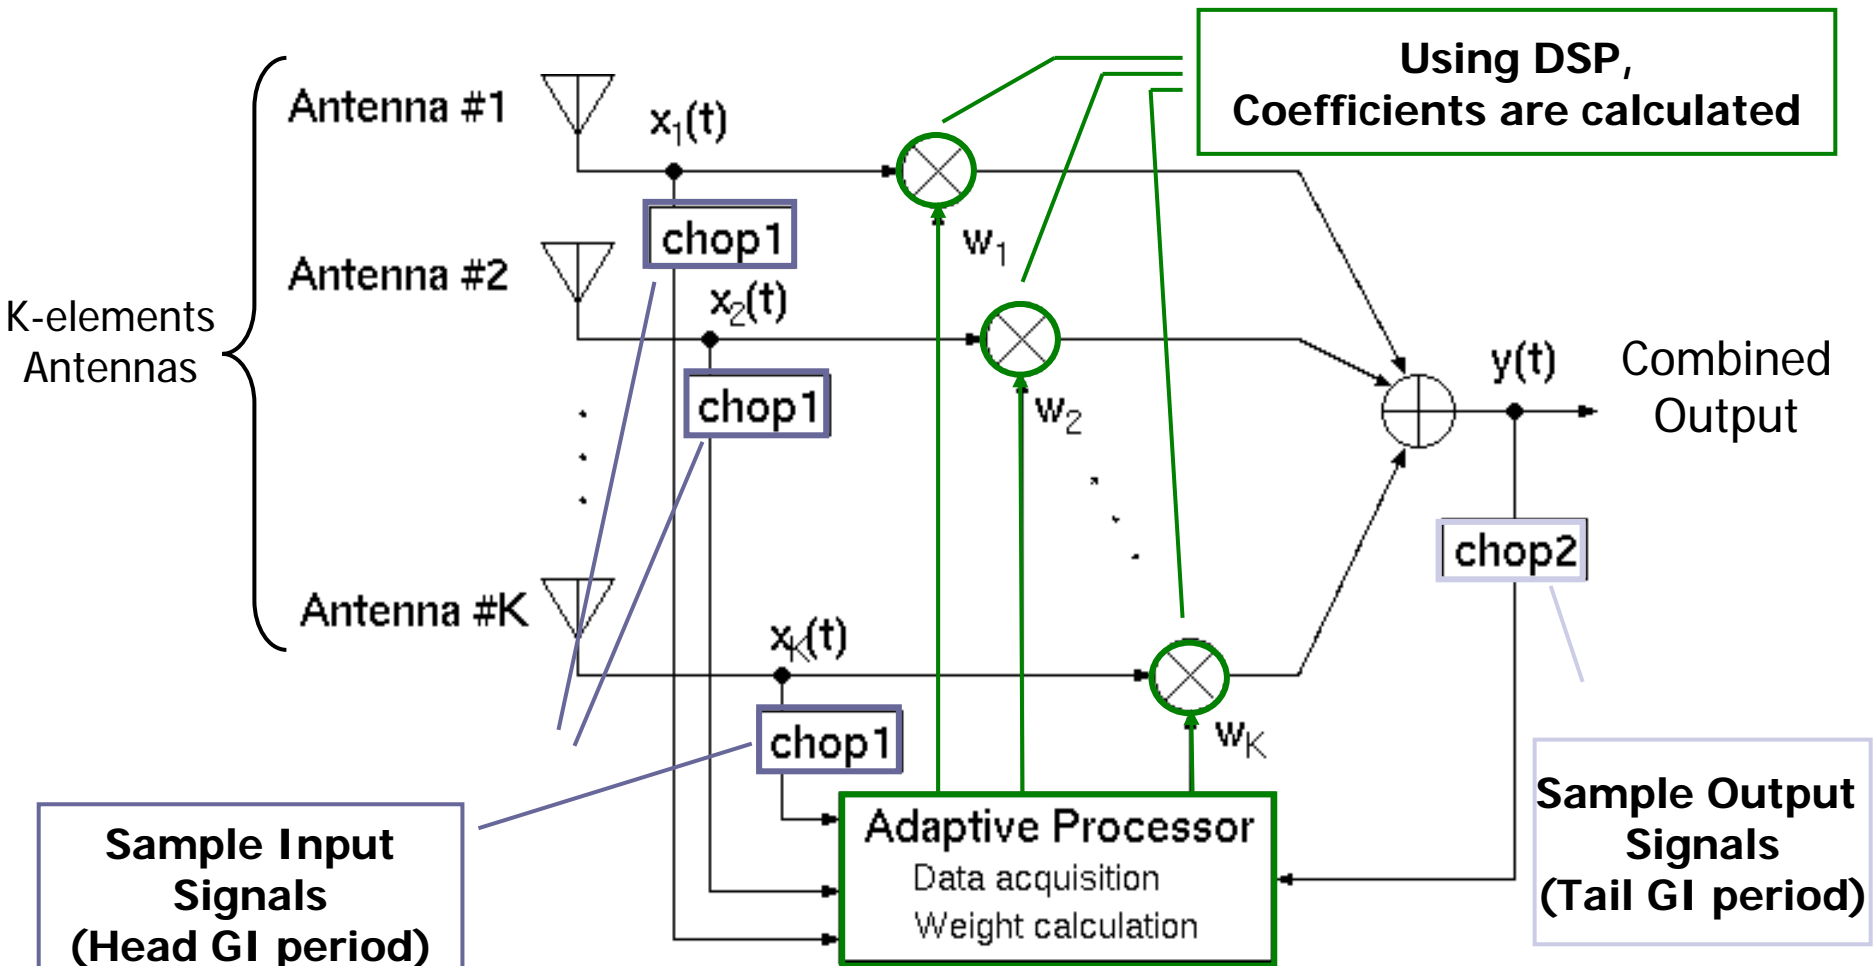 Using DSP,
Coefficients are calculated
Antenna #1
x1(t)
chop1
w1
Antenna #2
x2(t)
chop1
w2
K-elements
Antennas
y(t)
Combined
Output
chop2
Antenna #K
xK(t)
chop1
wK
Sample Input
Signals
(Head GI period)
Adaptive Processor
Data acquisition
Weight calculation
Sample Output
Signals
(Tail GI period)